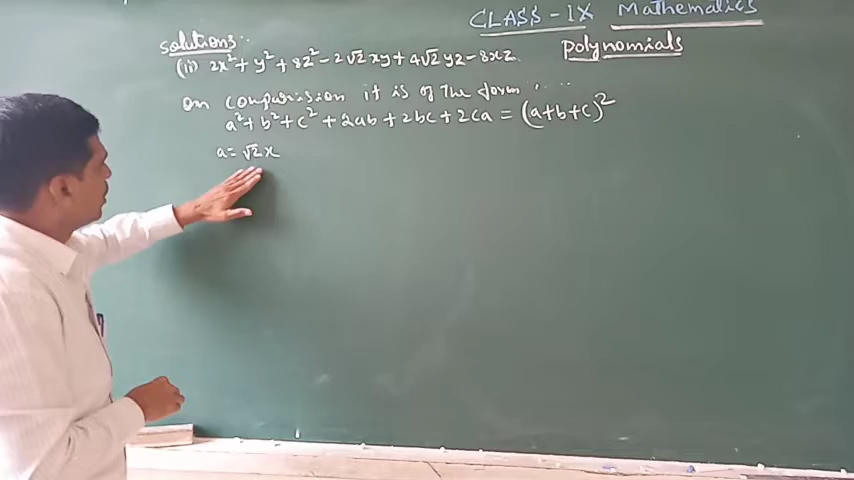 CLASS - IX Mathematics
Polynomials
Solutions:
(ii) 2x² + y² + 8z² - 2√2 xy + 4√2 yz - 8xz
On comparision it is of the form ....
a² + b² + c² + 2ab + 2bc + 2ca = (a+b+c)²
a = √2x